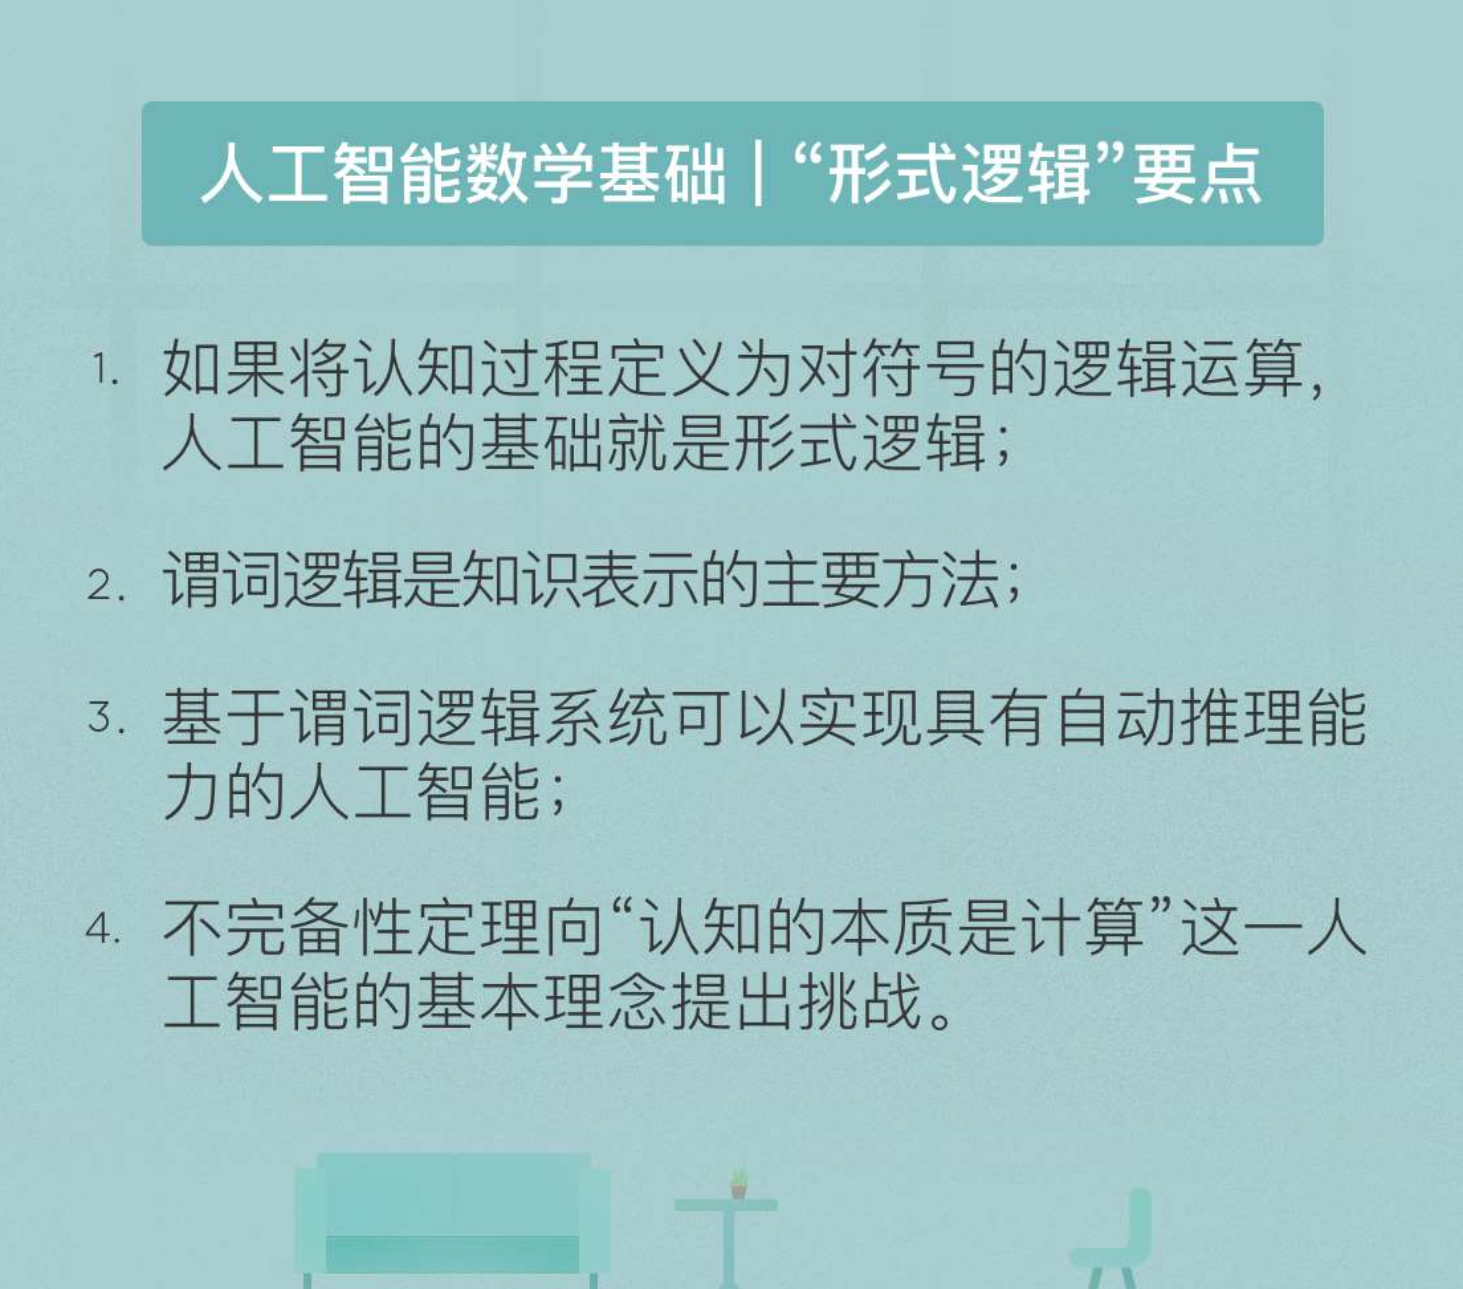 人工智能数学基础｜“形式逻辑”要点
1. 如果将认知过程定义为对符号的逻辑运算，
人工智能的基础就是形式逻辑；
2. 谓词逻辑是知识表示的主要方法；
3. 基于谓词逻辑系统可以实现具有自动推理能
力的人工智能；
4. 不完备性定理向“认知的本质是计算”这一人
工智能的基本理念提出挑战。